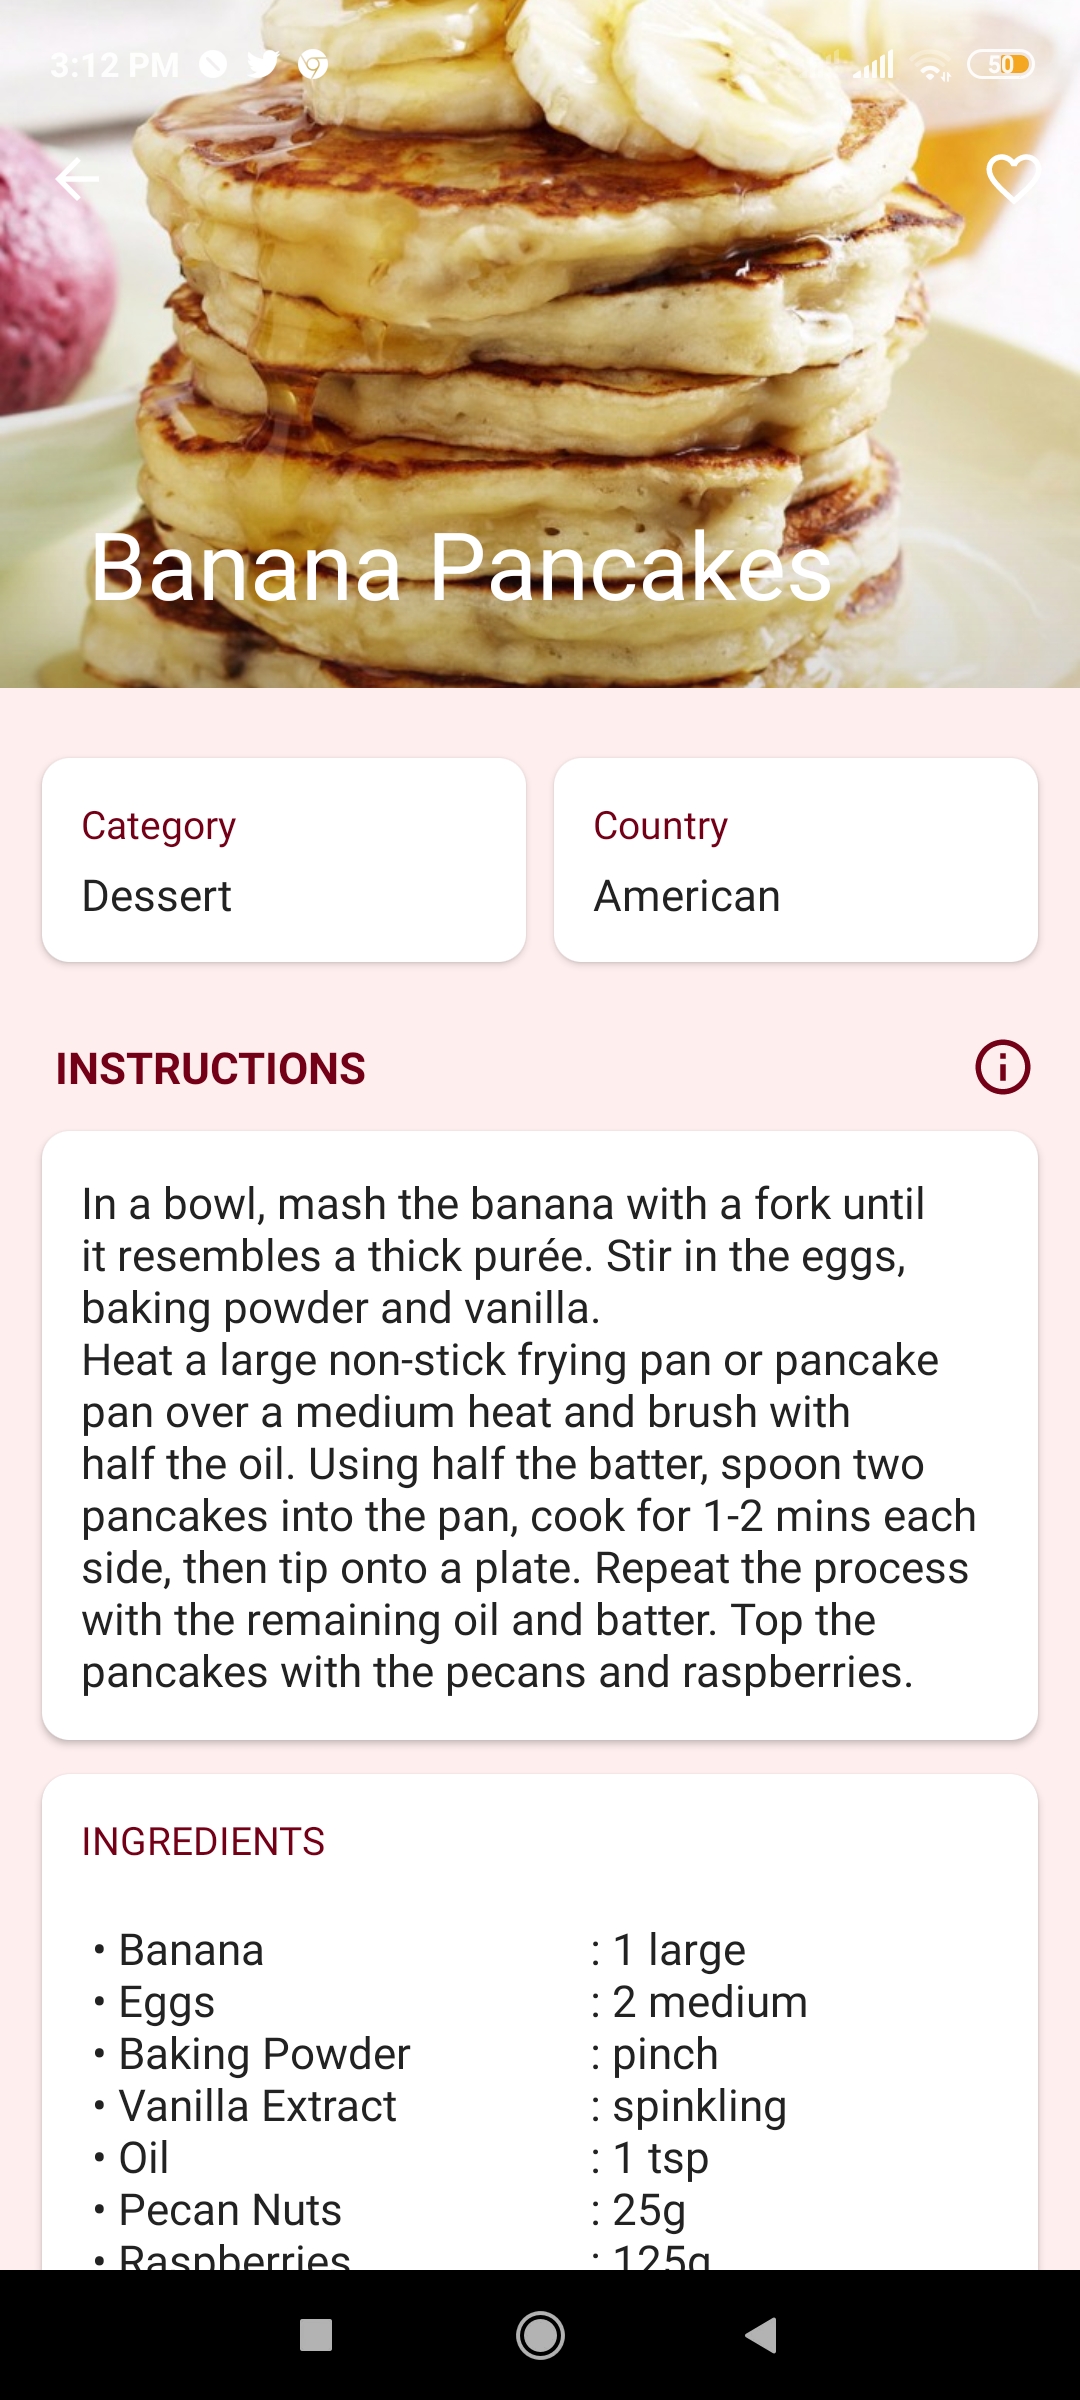 3:12 PM
50
Banana Pancakes
Category
Dessert
Country
American
INSTRUCTIONS
In a bowl, mash the banana with a fork until
it resembles a thick purée. Stir in the eggs,
baking powder and vanilla.
Heat a large non-stick frying pan or pancake
pan over a medium heat and brush with
half the oil. Using half the batter, spoon two
pancakes into the pan, cook for 1-2 mins each
side, then tip onto a plate. Repeat the process
with the remaining oil and batter. Top the
pancakes with the pecans and raspberries.
INGREDIENTS
• Banana : 1 large
• Eggs : 2 medium
• Baking Powder : pinch
• Vanilla Extract : spinkling
• Oil : 1 tsp
• Pecan Nuts : 25g
• Raspberries : 125g